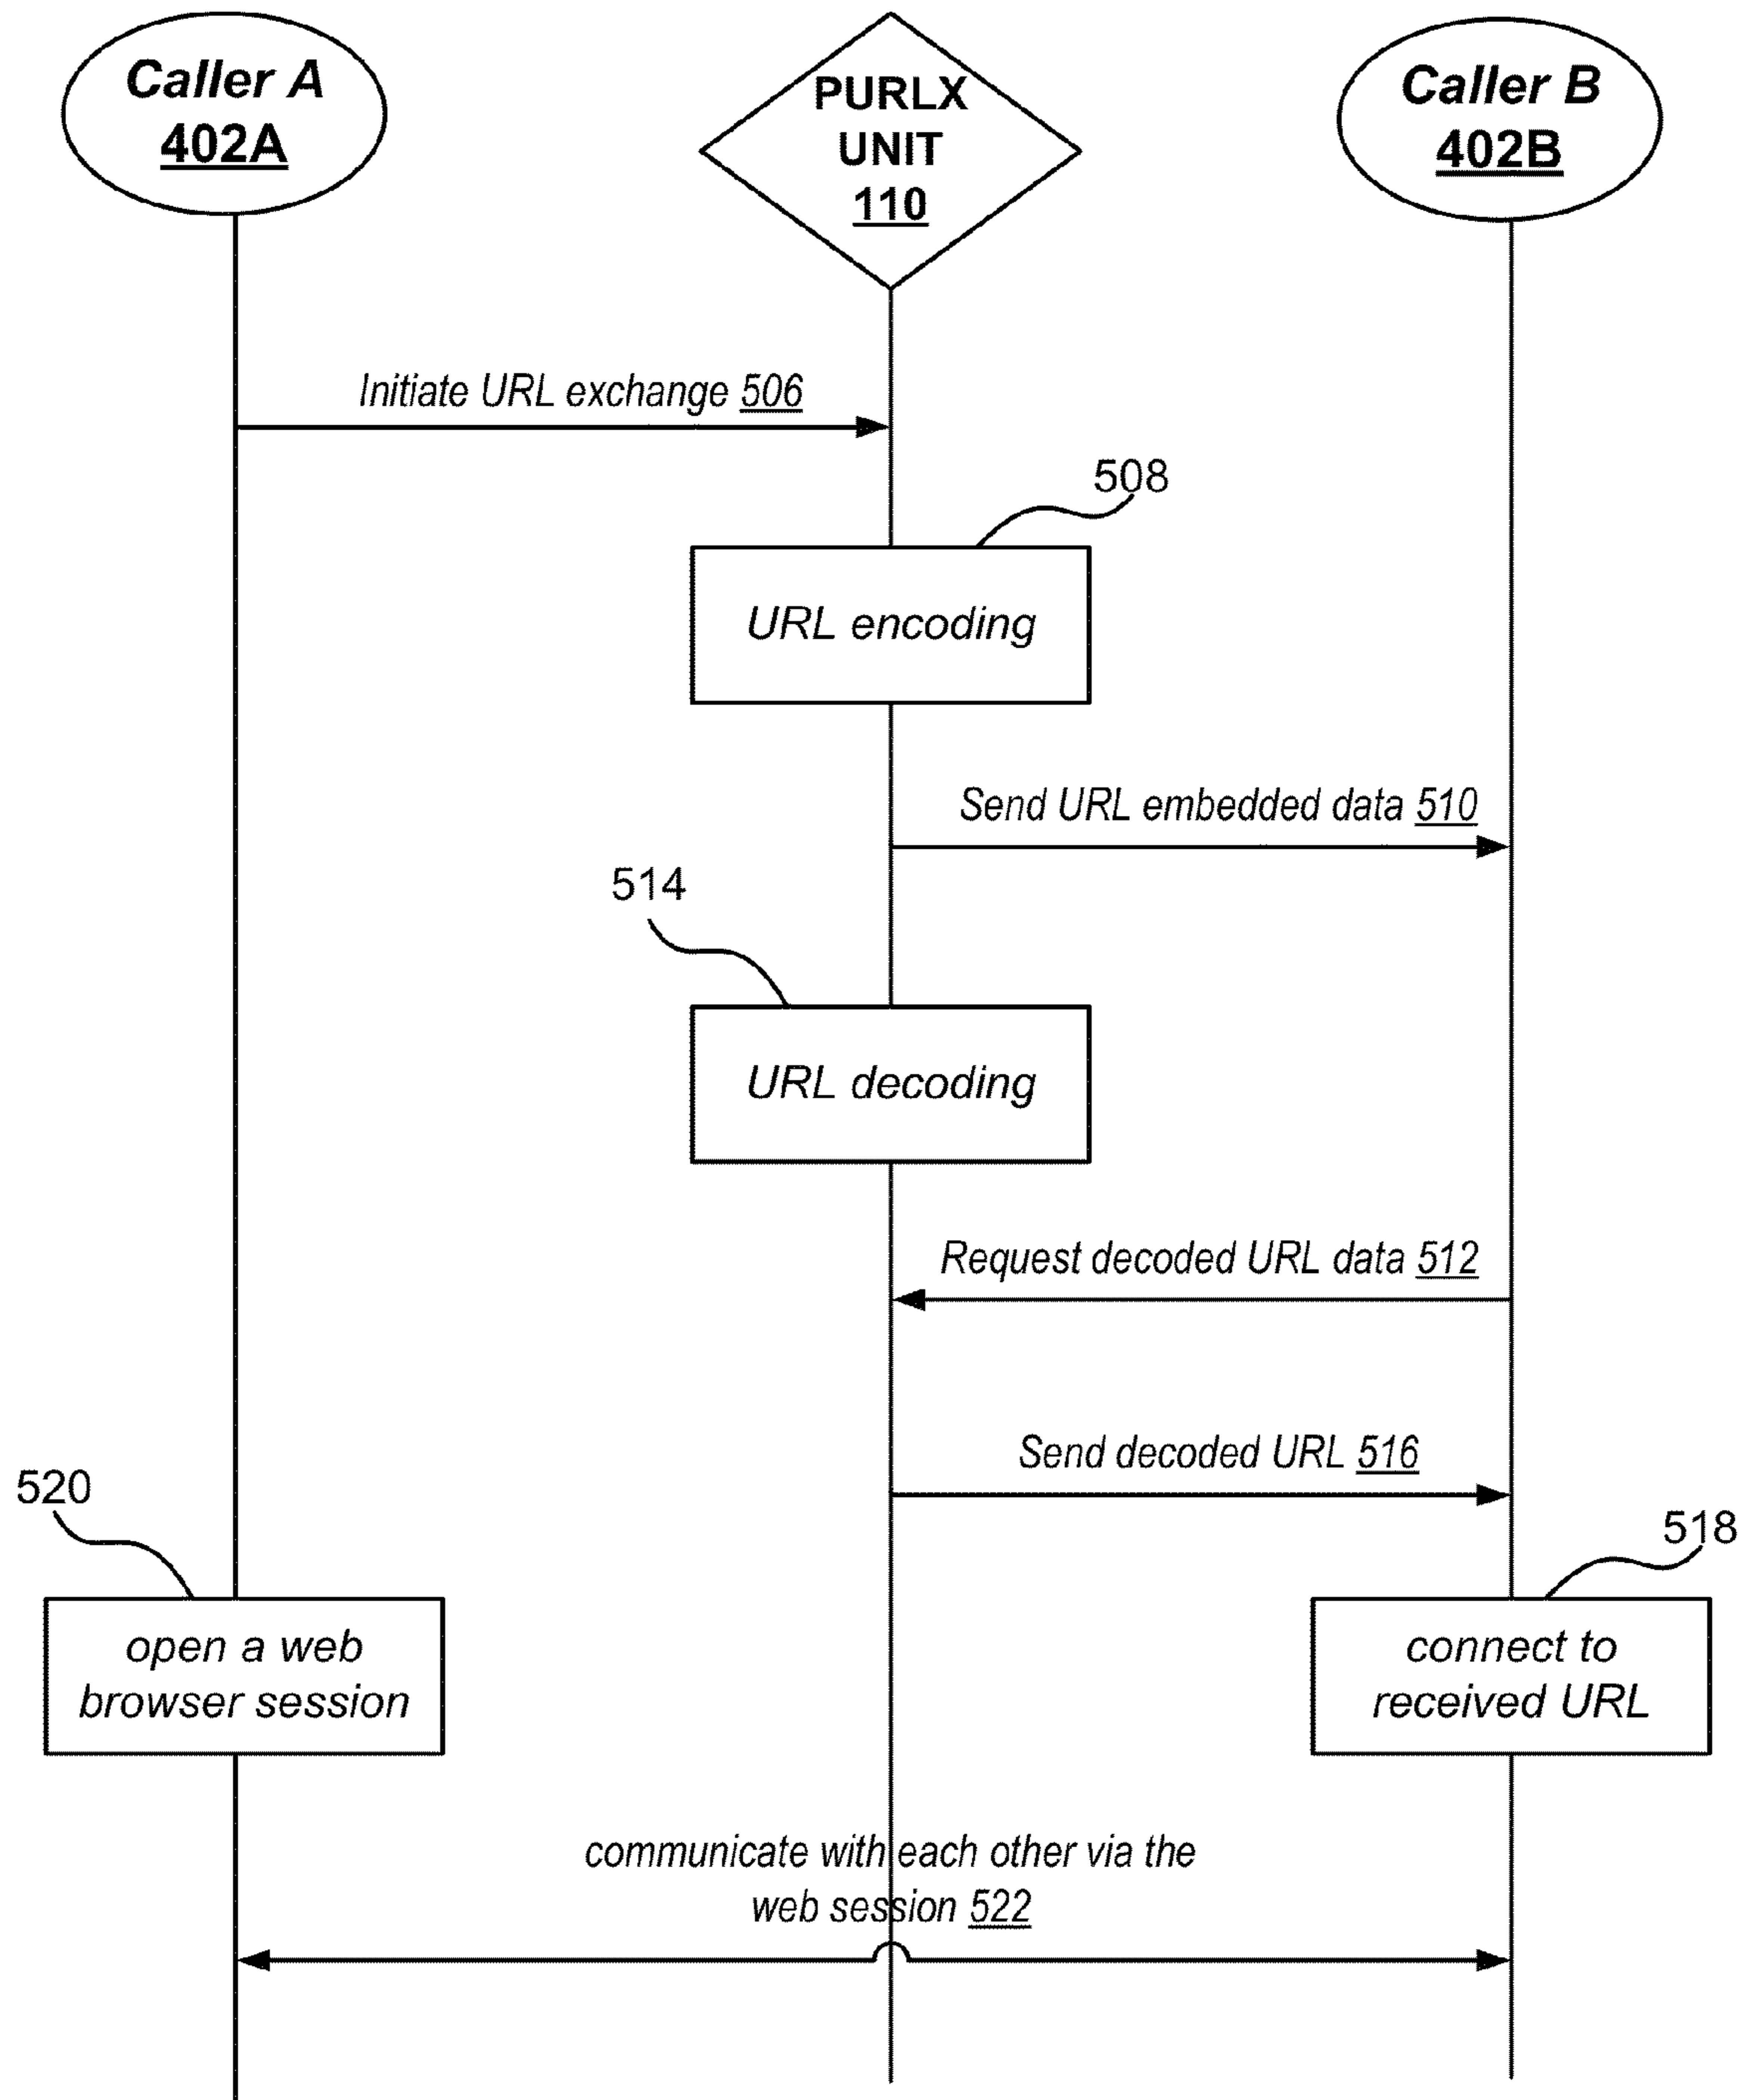 Caller A
402A
PURLX
UNIT
110
Caller B
402B
Initiate URL exchange 506
508
URL encoding
Send URL embedded data 510
514
URL decoding
Request decoded URL data 512
Send decoded URL 516
520
518
open a web
browser session
connect to
received URL
communicate with each other via the
web session 522